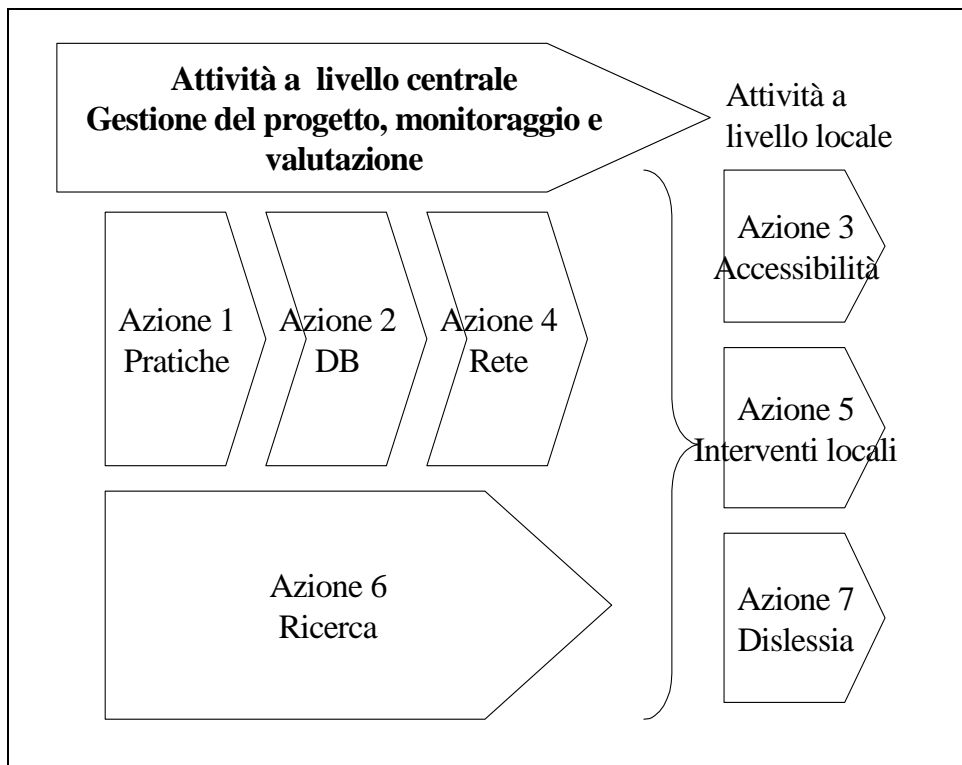 Attività a livello centrale
Gestione del progetto, monitoraggio e
valutazione
Attività a
livello locale
Azione 1
Pratiche
Azione 2
DB
Azione 4
Rete
Azione 6
Ricerca
Azione 3
Accessibilità
Azione 5
Interventi locali
Azione 7
Dislessia